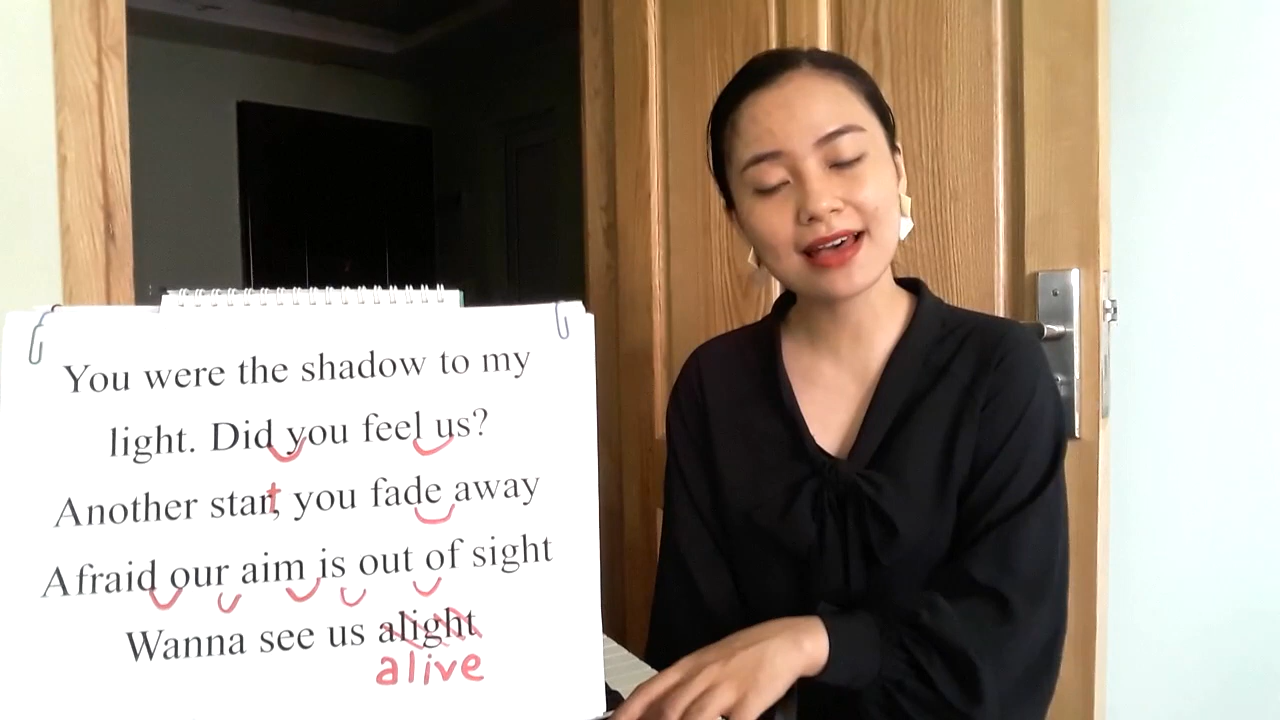 You were the shadow to my
light. Did you feel us?
Another start, you fade away
Afraid our aim is out of sight
Wanna see us alight
alive